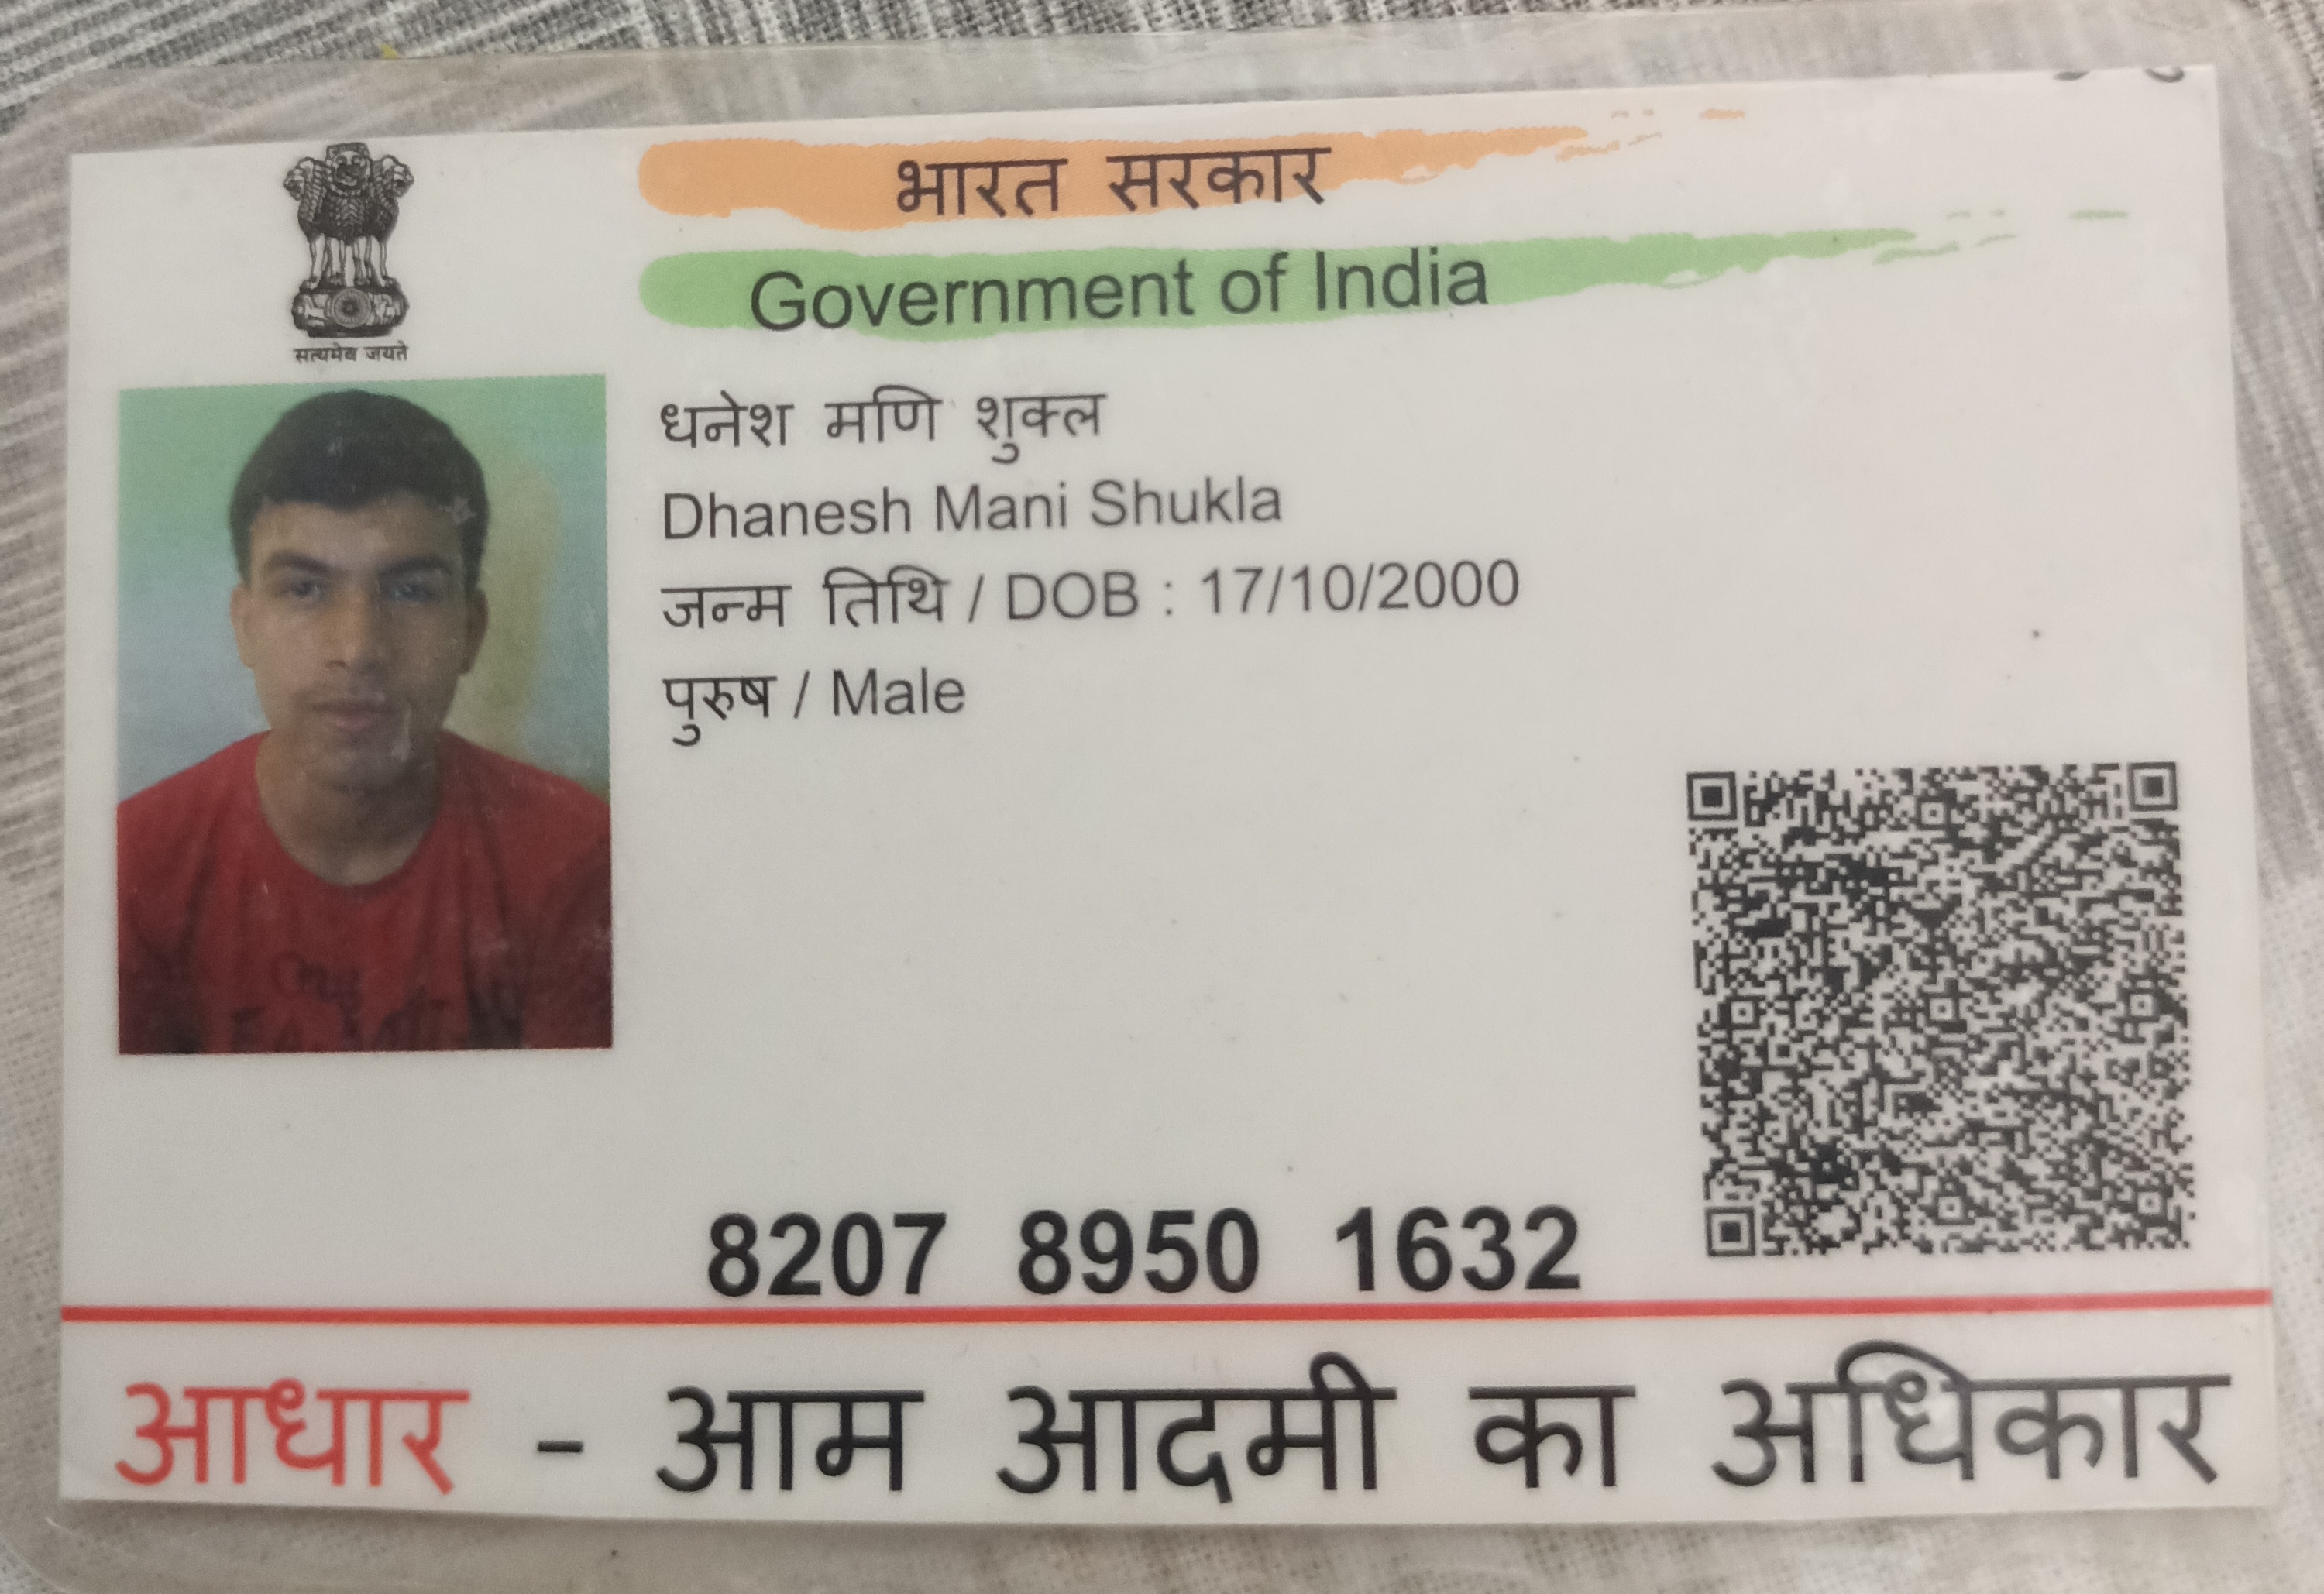 भारत सरकार
Government of India
सत्यमेव जयते
धनेश मणि शुक्ल
Dhanesh Mani Shukla
जन्म तिथि / DOB : 17/10/2000
पुरुष / Male
8207 8950 1632
आधार - आम आदमी का अधिकार